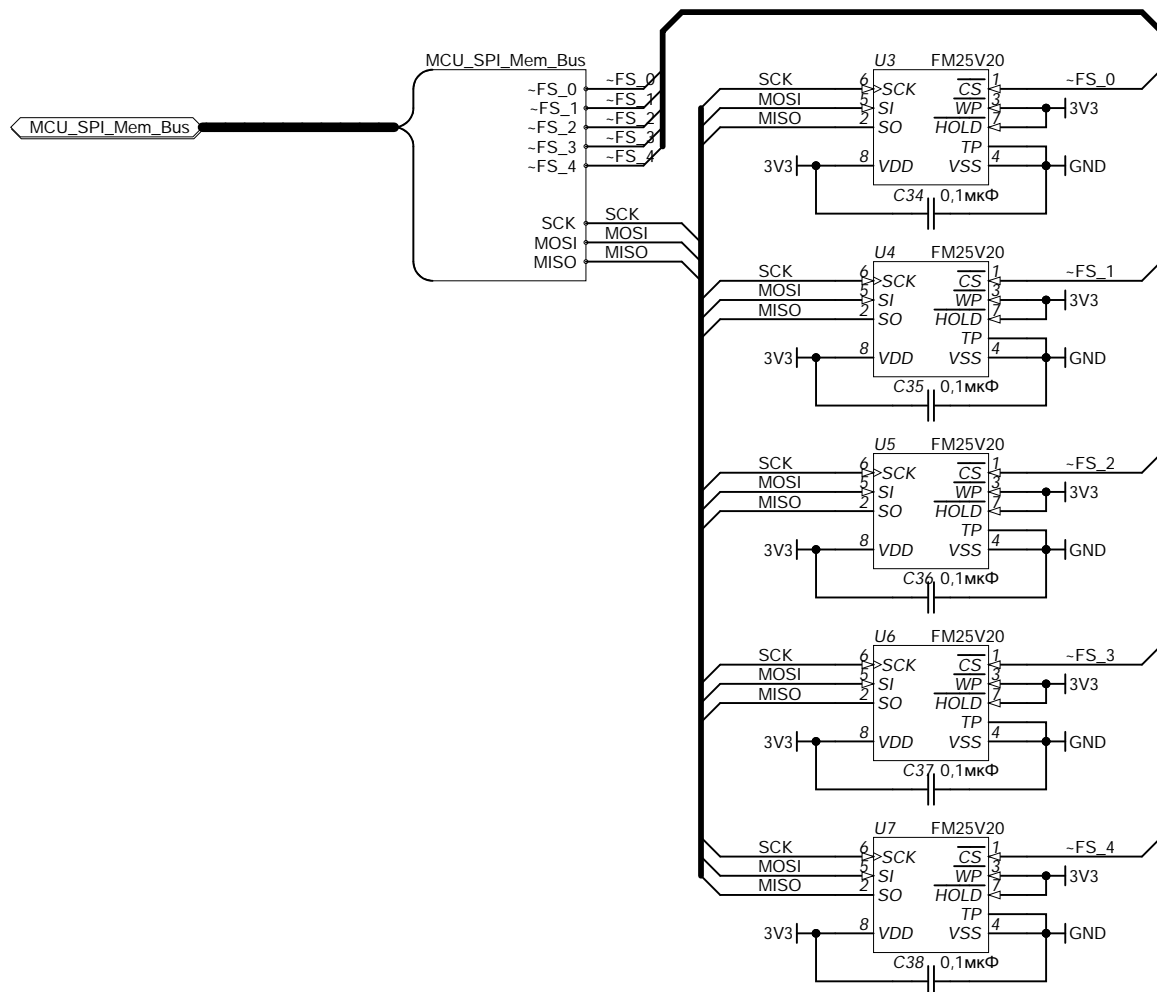 MCU_SPI_Mem_Bus
MCU_SPI_Mem_Bus
~FS_0 ~FS_0
~FS_1 ~FS_1
~FS_2 ~FS_2
~FS_3 ~FS_3
~FS_4 ~FS_4
SCK SCK
MOSI MOSI
MISO MISO
U3 FM25V20
SCK 6 SCK CS 1 ~FS_0
MOSI 5 SI WP 3 3V3
MISO 2 SO HOLD 7
TP
3V3 8 VDD VSS 4 GND
C34 0,1мкФ
U4 FM25V20
SCK 6 SCK CS 1 ~FS_1
MOSI 5 SI WP 3 3V3
MISO 2 SO HOLD 7
TP
3V3 8 VDD VSS 4 GND
C35 0,1мкФ
U5 FM25V20
SCK 6 SCK CS 1 ~FS_2
MOSI 5 SI WP 3 3V3
MISO 2 SO HOLD 7
TP
3V3 8 VDD VSS 4 GND
C36 0,1мкФ
U6 FM25V20
SCK 6 SCK CS 1 ~FS_3
MOSI 5 SI WP 3 3V3
MISO 2 SO HOLD 7
TP
3V3 8 VDD VSS 4 GND
C37 0,1мкФ
U7 FM25V20
SCK 6 SCK CS 1 ~FS_4
MOSI 5 SI WP 3 3V3
MISO 2 SO HOLD 7
TP
3V3 8 VDD VSS 4 GND
C38 0,1мкФ